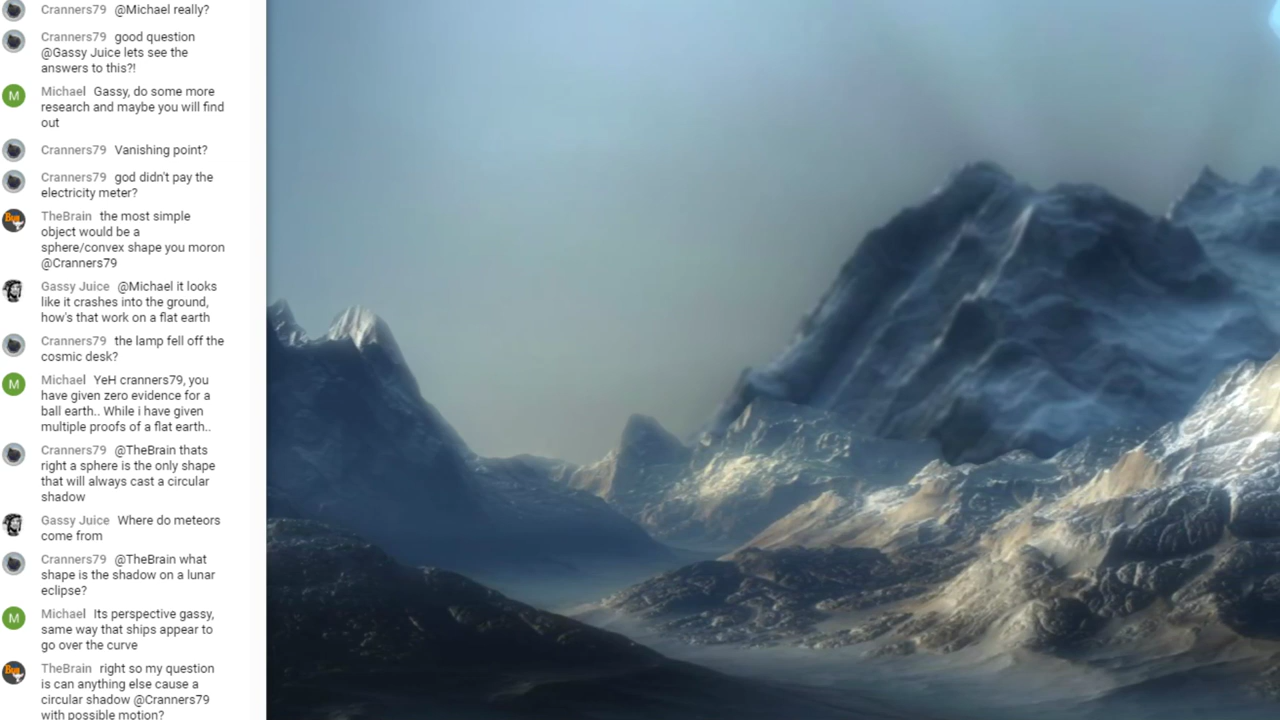 Cranners79 @Michael really?
Cranners79 good question
@Gassy Juice lets see the
answers to this?!
M
Michael Gassy, do some more
research and maybe you will find
out
Cranners79 Vanishing point?
Cranners79 god didn't pay the
electricity meter?
TheBrain the most simple
object would be a
sphere/convex shape you moron
@Cranners79
Gassy Juice @Michael it looks
like it crashes into the ground,
how's that work on a flat earth
Cranners79 the lamp fell off the
cosmic desk?
M
Michael YeH cranners79, you
have given zero evidence for a
ball earth.. While i have given
multiple proofs of a flat earth..
Cranners79 @TheBrain thats
right a sphere is the only shape
that will always cast a circular
shadow
Gassy Juice Where do meteors
come from
Cranners79 @TheBrain what
shape is the shadow on a lunar
eclipse?
M
Michael Its perspective gassy,
same way that ships appear to
go over the curve
TheBrain right so my question
is can anything else cause a
circular shadow @Cranners79
with possible motion?